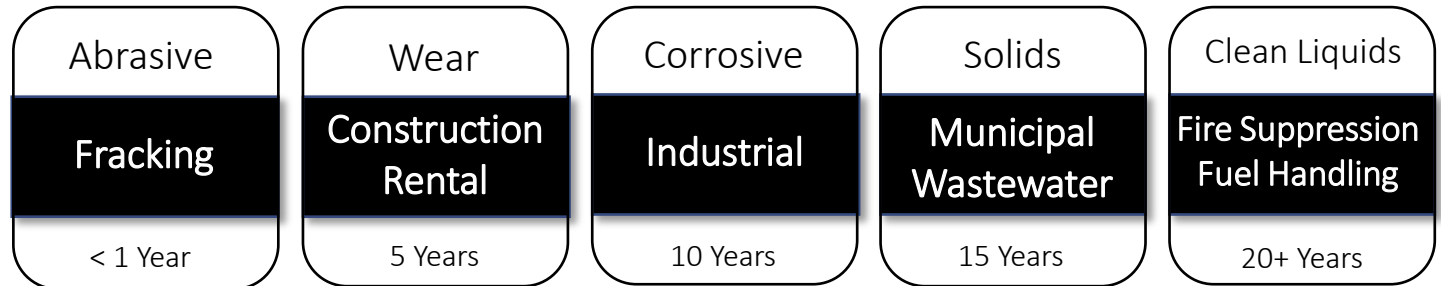 Abrasive
Fracking
< 1 Year
Wear
Construction
Rental
5 Years
Corrosive
Industrial
10 Years
Solids
Municipal
Wastewater
15 Years
Clean Liquids
Fire Suppression
Fuel Handling
20+ Years